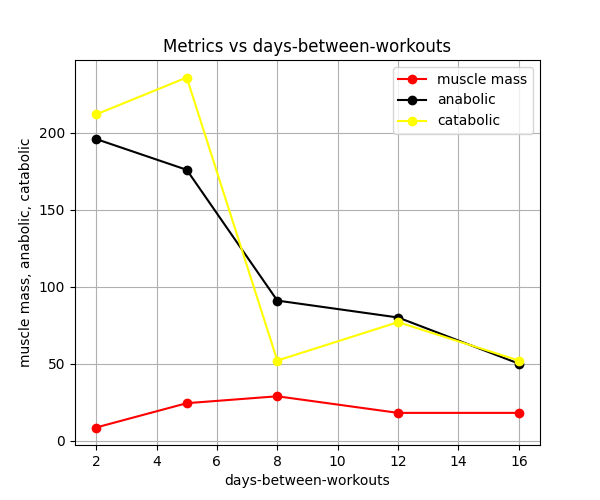 Metrics vs days-between-workouts
muscle mass
anabolic
catabolic
muscle mass, anabolic, catabolic
200
150
100
50
0
2 4 6 8 10 12 14 16
days-between-workouts